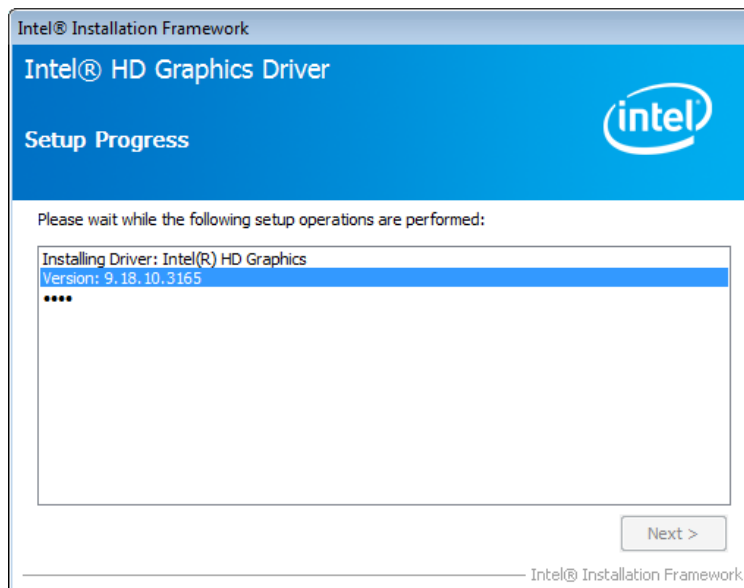 Intel® Installation Framework
Intel® HD Graphics Driver
(intel)
Setup Progress
Please wait while the following setup operations are performed:
Installing Driver: Intel(R) HD Graphics
Version: 9.18.10.3165
••••
Next >
Intel® Installation Framework